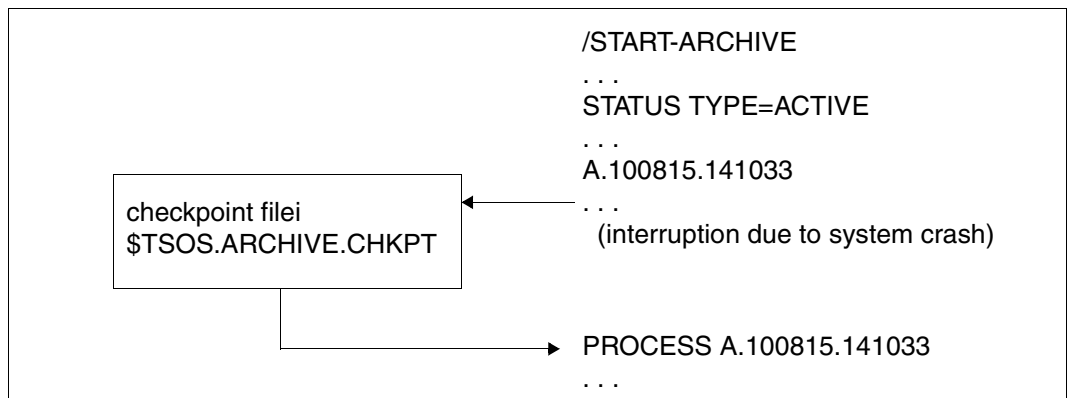 /START-ARCHIVE
. . .
STATUS TYPE=ACTIVE
. . .
A.100815.141033
. . .
(interruption due to system crash)
checkpoint filei
$TSOS.ARCHIVE.CHKPT
PROCESS A.100815.141033
. . .